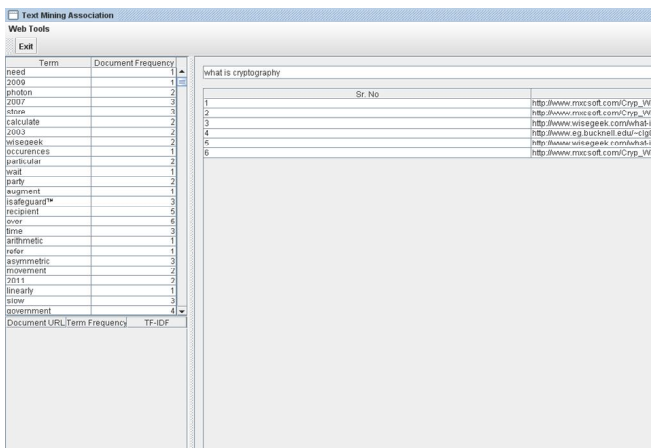 Text Mining Association
Web Tools
Exit
Term Document Frequency
need 1
2009 1
photon 2
2007 3
store 3
calculate 2
2003 2
wisegeek 2
occurences 1
particular 2
wait 1
party 2
augment 1
isafeguard™ 3
recipient 5
over 6
time 3
arithmetic 1
refer 1
asymmetric 3
movement 2
2011 2
linearly 1
slow 3
government 4
Document URL Term Frequency TF-IDF
what is cryptography
Sr. No
1 http://www.mxcsoft.com/Cryp_W
2 http://www.mxcsoft.com/Cryp_W
3 http://www.wisegeek.com/what-i
4 http://www.eg.bucknell.edu/~clg
5 http://www.wisegeek.com/what-i
6 http://www.mxcsoft.com/Cryp_W